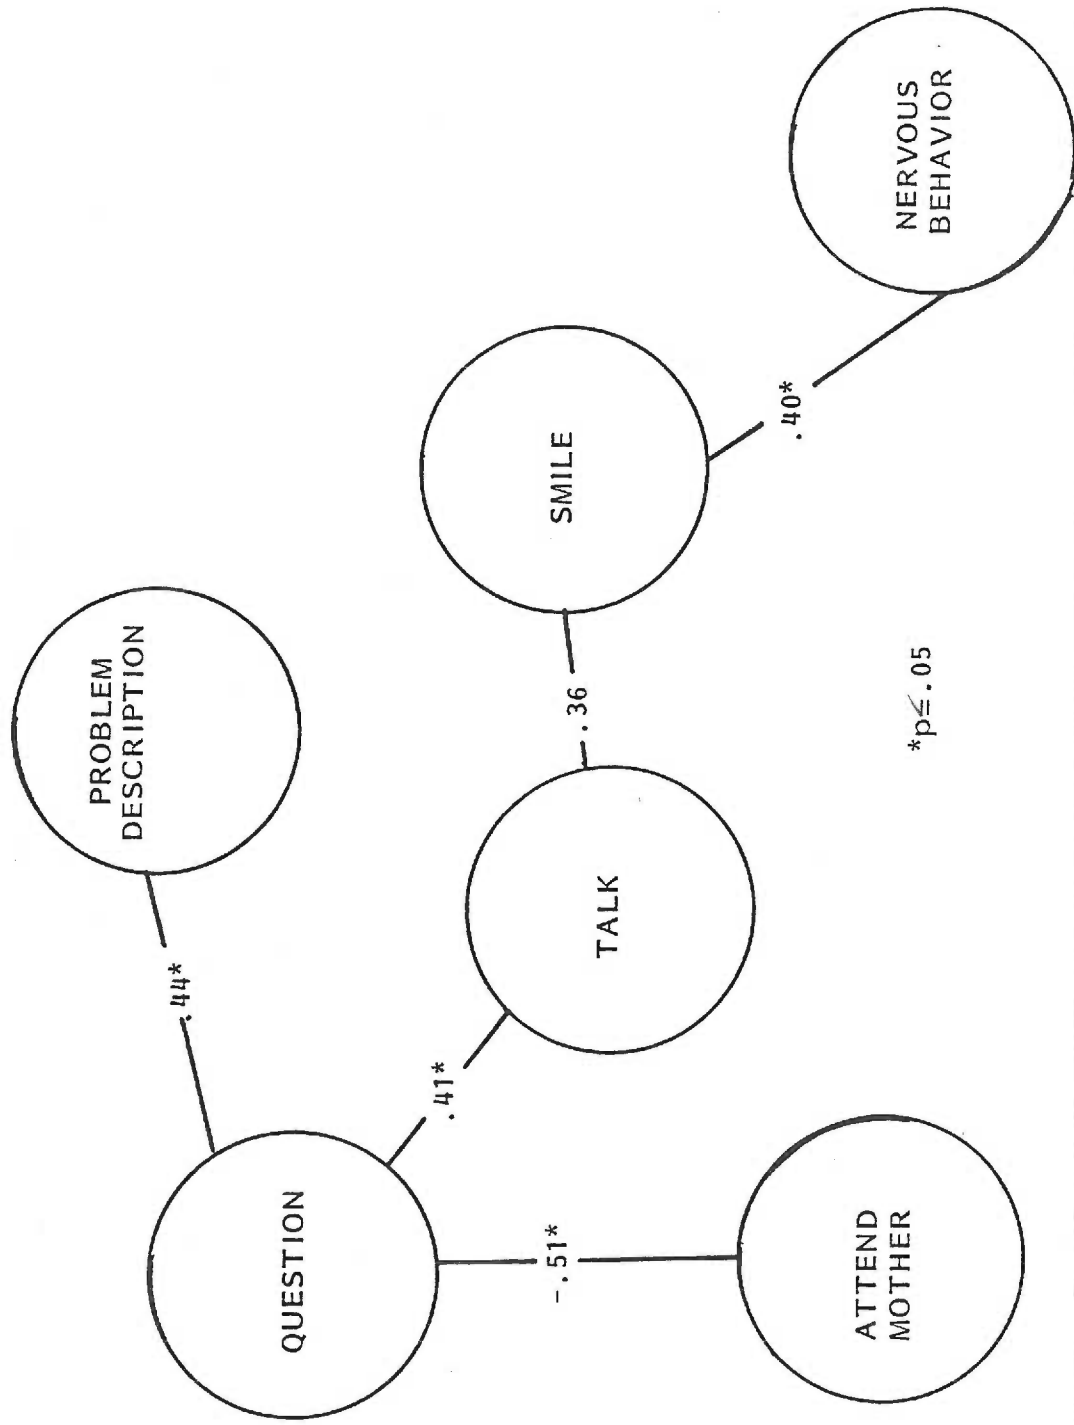 PROBLEM
DESCRIPTION
.44*
QUESTION
.41*
-.51*
TALK
.36
SMILE
.40*
ATTEND
MOTHER
NERVOUS
BEHAVIOR
*p≤.05